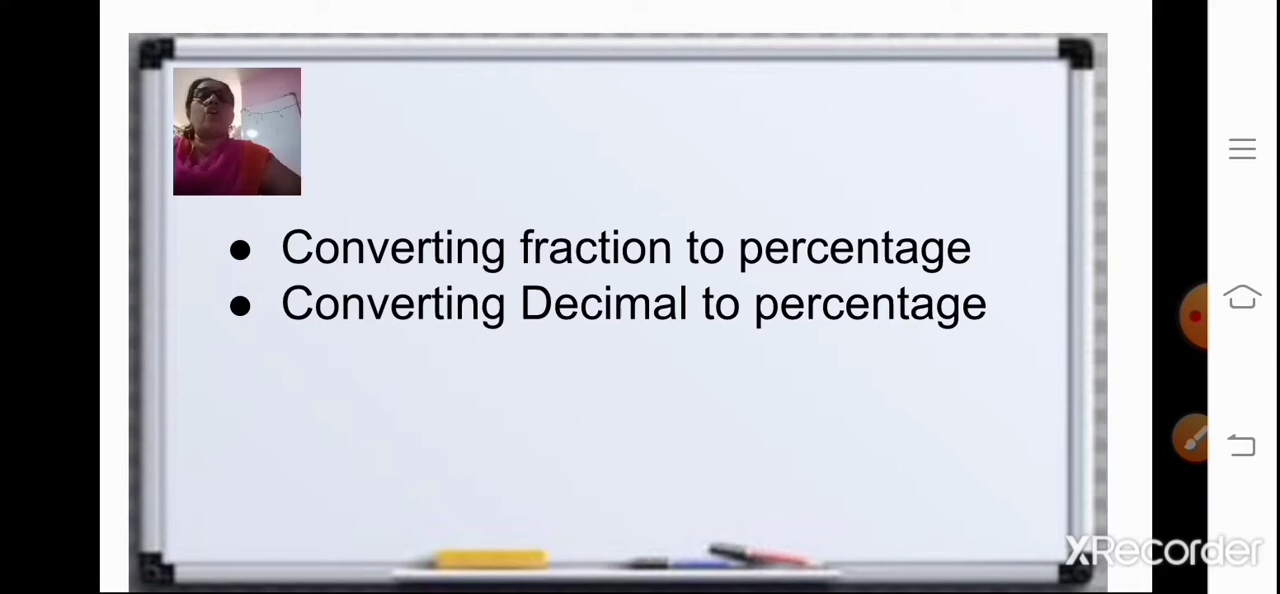 ● Converting fraction to percentage
● Converting Decimal to percentage
XRecorder